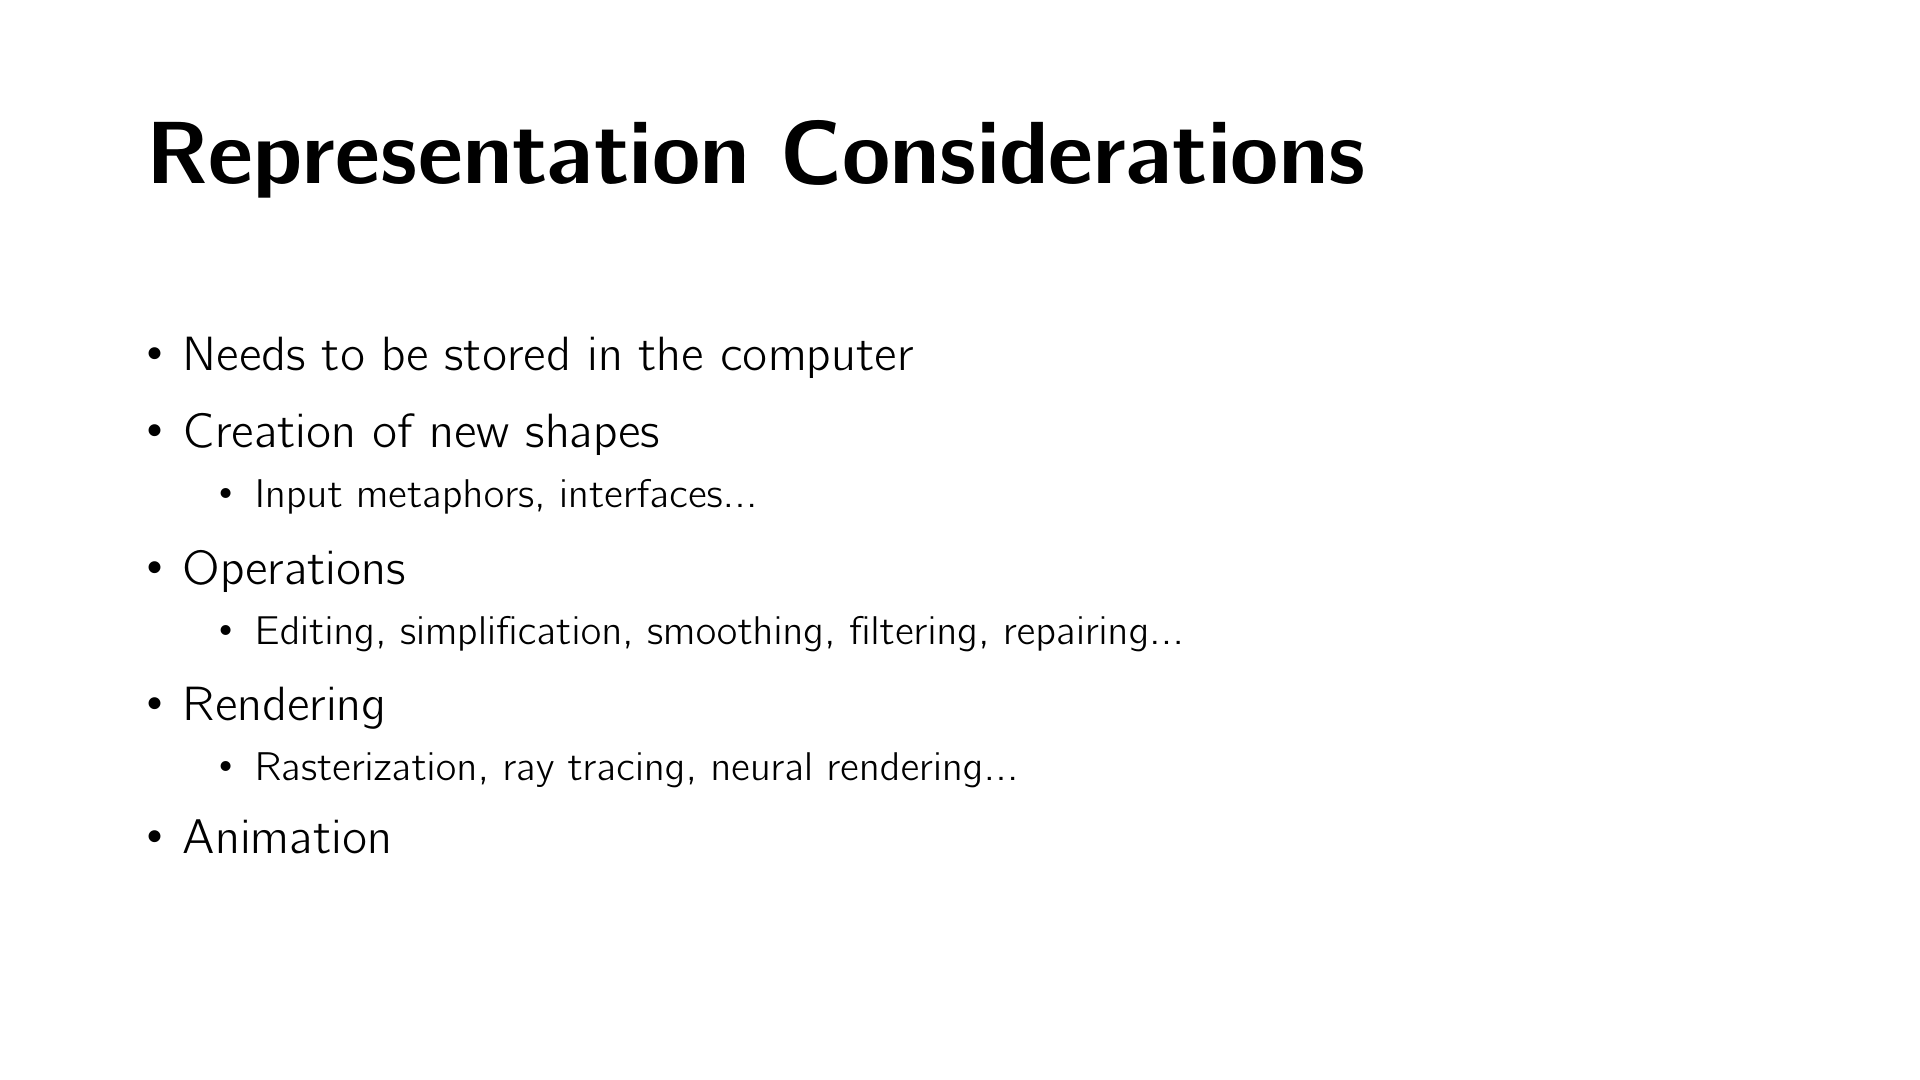 Representation Considerations
• Needs to be stored in the computer
• Creation of new shapes
• Input metaphors, interfaces...
• Operations
• Editing, simplification, smoothing, filtering, repairing...
• Rendering
• Rasterization, ray tracing, neural rendering...
• Animation